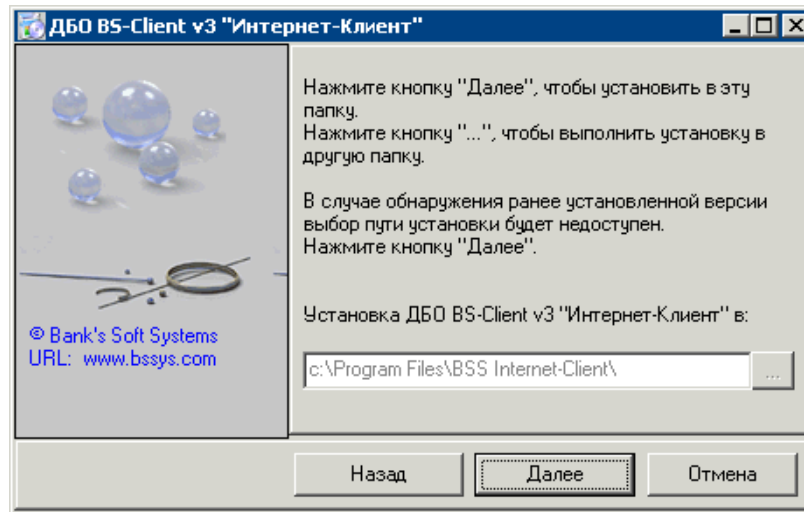 ДБО BS-Client v3 "Интернет-Клиент"
Нажмите кнопку "Далее", чтобы установить в эту
папку.
Нажмите кнопку "...", чтобы выполнить установку в
другую папку.
В случае обнаружения ранее установленной версии
выбор пути установки будет недоступен.
Нажмите кнопку "Далее".
Установка ДБО BS-Client v3 "Интернет-Клиент" в:
c:\Program Files\BSS Internet-Client\
...
© Bank's Soft Systems
URL: www.bssys.com
Назад
Далее
Отмена